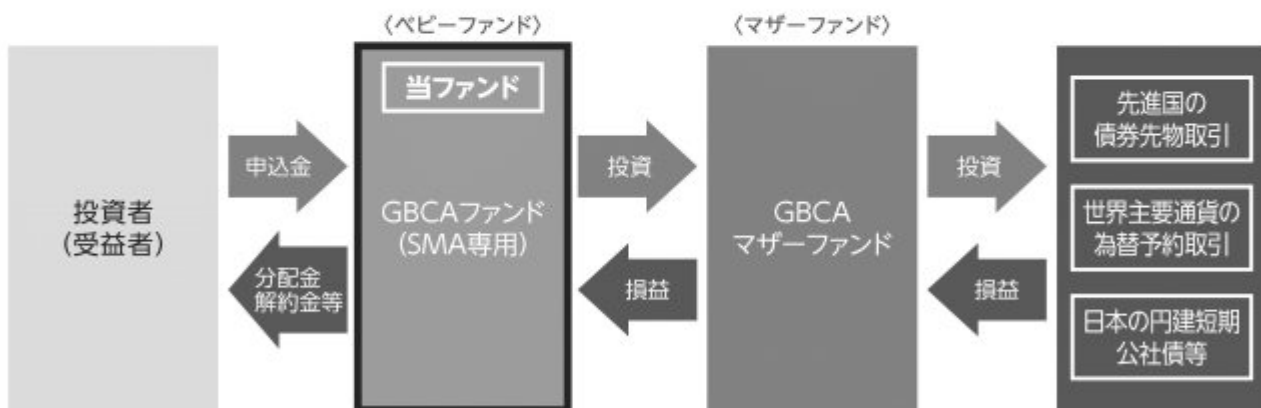 〈ベビーファンド〉
〈マザーファンド〉
投資者
(受益者)
申込金
分配金
解約金等
当ファンド
GBCAファンド
(SMA専用)
投資
損益
GBCA
マザーファンド
投資
損益
先進国の
債券先物取引
世界主要通貨の
為替予約取引
日本の円建短期
公社債等